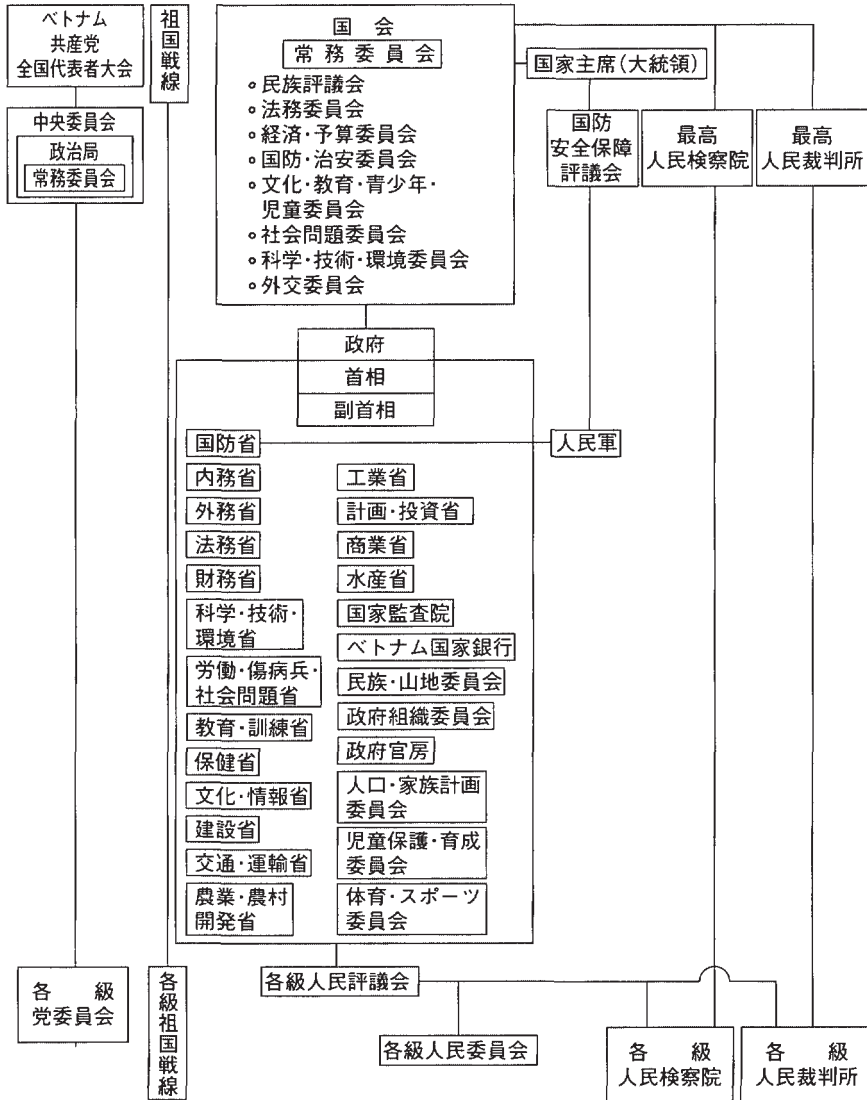 ベトナム
共産党
全国代表者大会
中央委員会
政治局
常務委員会
各級
党委員会
祖国戦線
各級祖国戦線
国会
常務委員会
○民族評議会
○法務委員会
○経済・予算委員会
○国防・治安委員会
○文化・教育・青少年・
児童委員会
○社会問題委員会
○科学・技術・環境委員会
○外交委員会
国家主席(大統領)
国防
安全保障
評議会
最高
人民検察院
最高
人民裁判所
政府
首相
副首相
人民軍
国防省
内務省
外務省
法務省
財務省
科学・技術・
環境省
労働・傷病兵・
社会問題省
教育・訓練省
保健省
文化・情報省
建設省
交通・運輸省
農業・農村
開発省
工業省
計画・投資省
商業省
水産省
国家監査院
ベトナム国家銀行
民族・山地委員会
政府組織委員会
政府官房
人口・家族計画
委員会
児童保護・育成
委員会
体育・スポーツ
委員会
各級人民評議会
各級人民委員会
各級
人民検察院
各級
人民裁判所